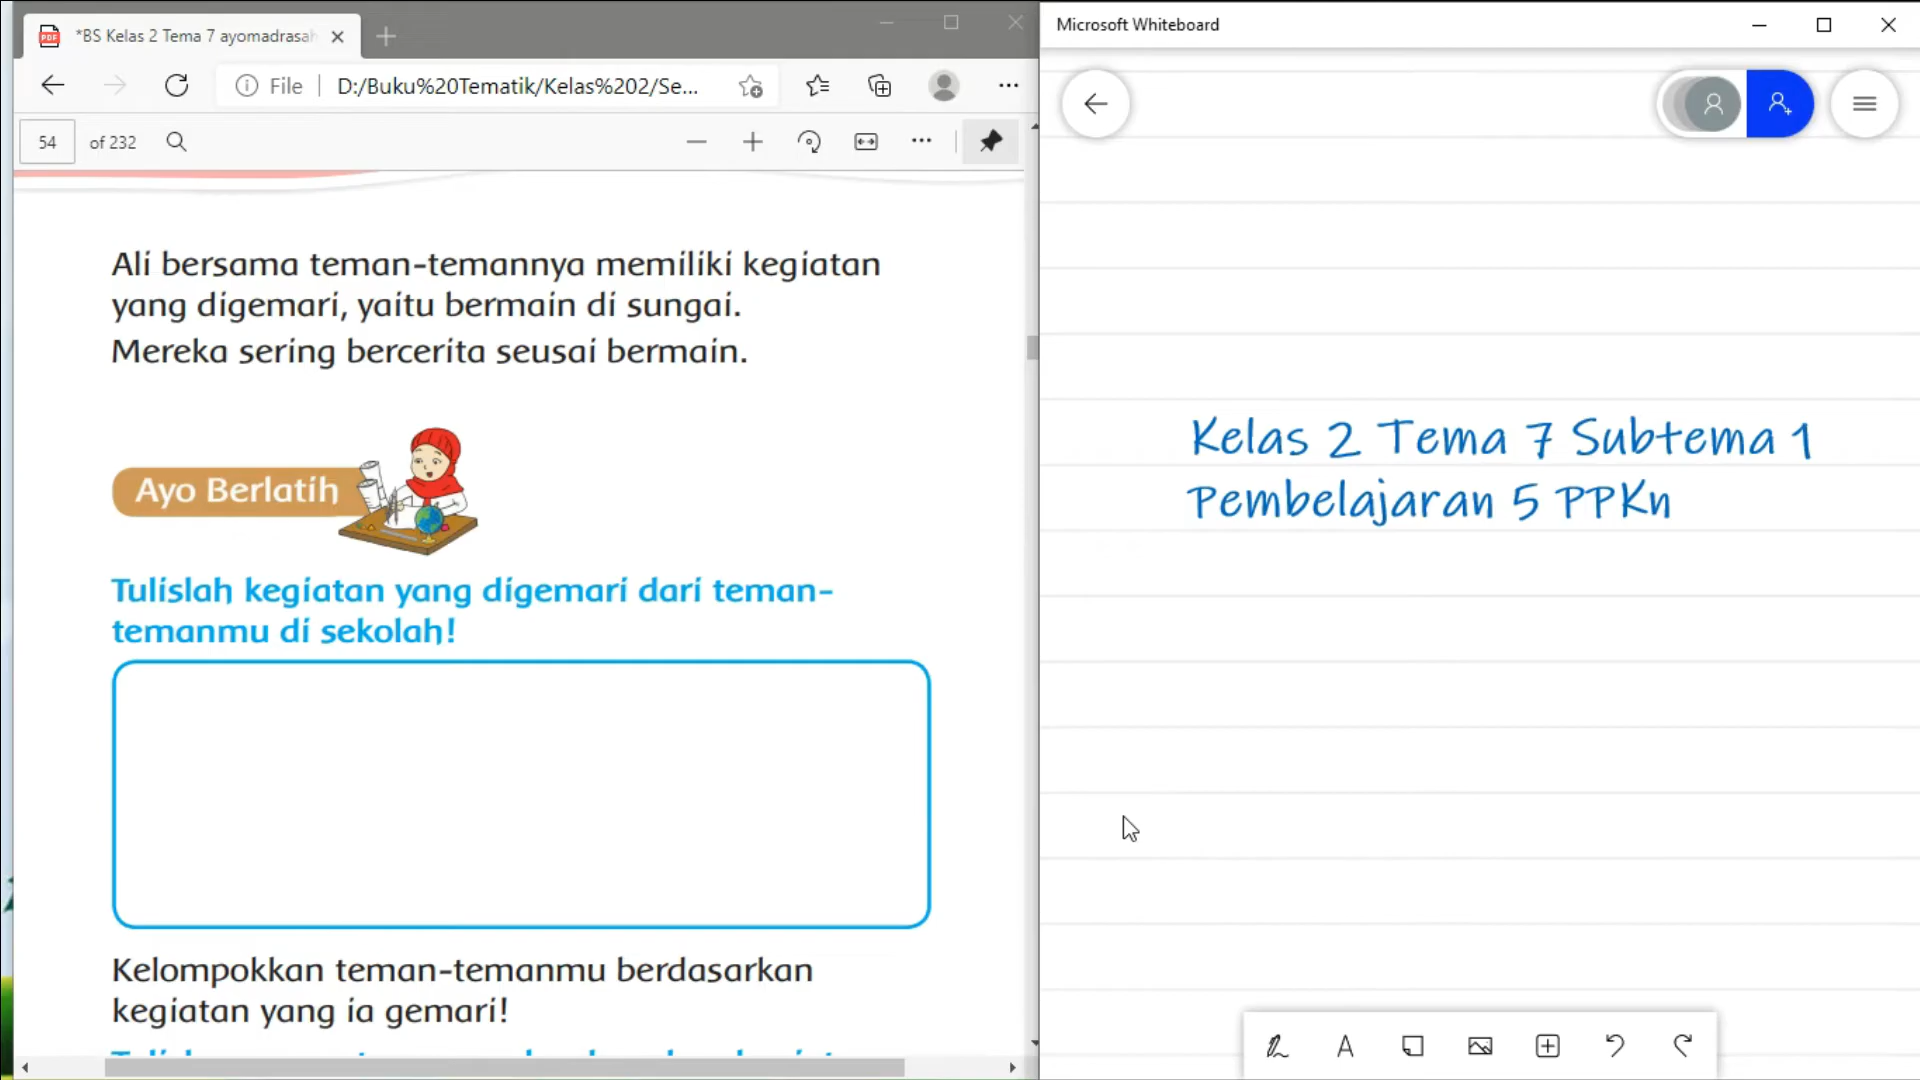 *BS Kelas 2 Tema 7 ayomadrasah
Microsoft Whiteboard
File
D:/Buku%20Tematik/Kelas%202/Se...
54
of 232
Ali bersama teman-temannya memiliki kegiatan
yang digemari, yaitu bermain di sungai.
Mereka sering bercerita seusai bermain.
Ayo Berlatih
Tulislah kegiatan yang digemari dari teman-
temanmu di sekolah!
Kelompokkan teman-temanmu berdasarkan
kegiatan yang ia gemari!
Kelas 2 Tema 7 Subtema 1
Pembelajaran 5 PPKn